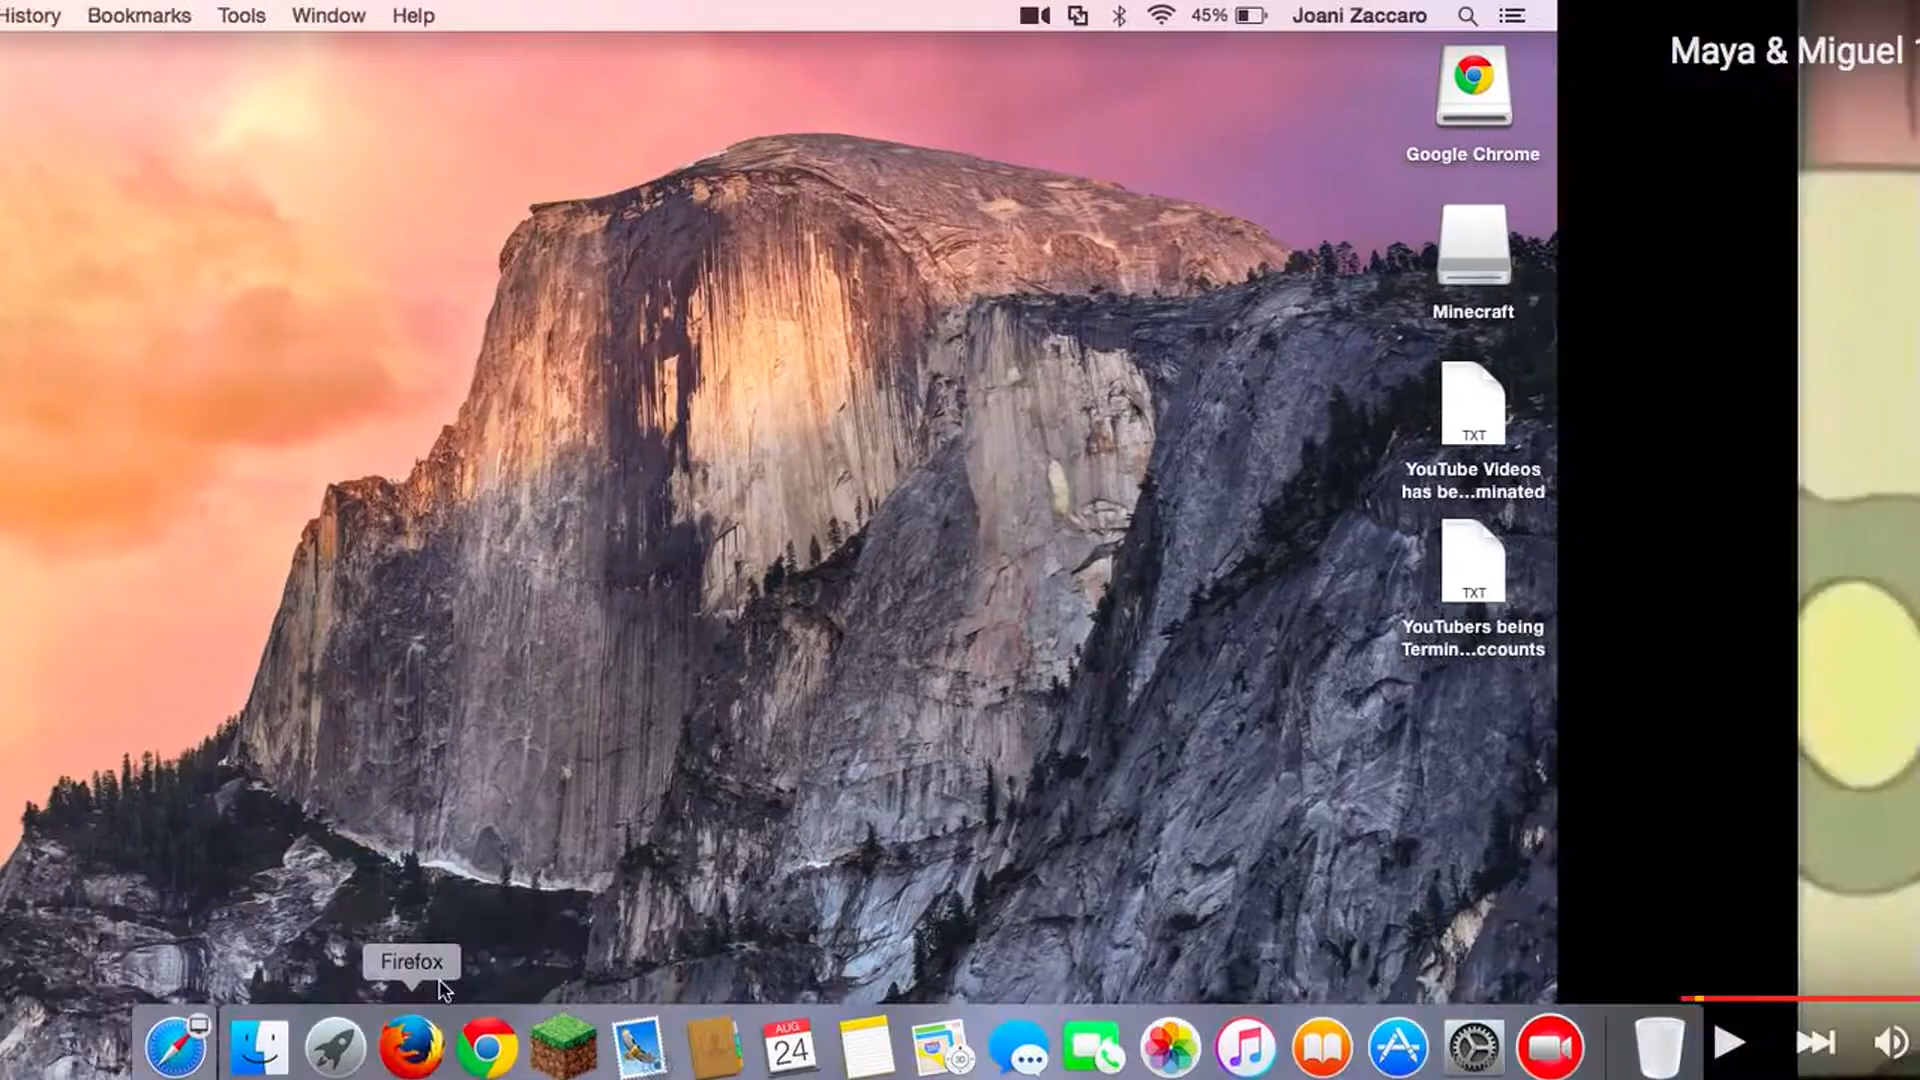 History Bookmarks Tools Window Help 45% Joani Zaccaro
Maya & Miguel
Google Chrome
Minecraft
TXT
YouTube Videos
has be...minated
TXT
YouTubers being
Termin...ccounts
Firefox
AUG
24
3D